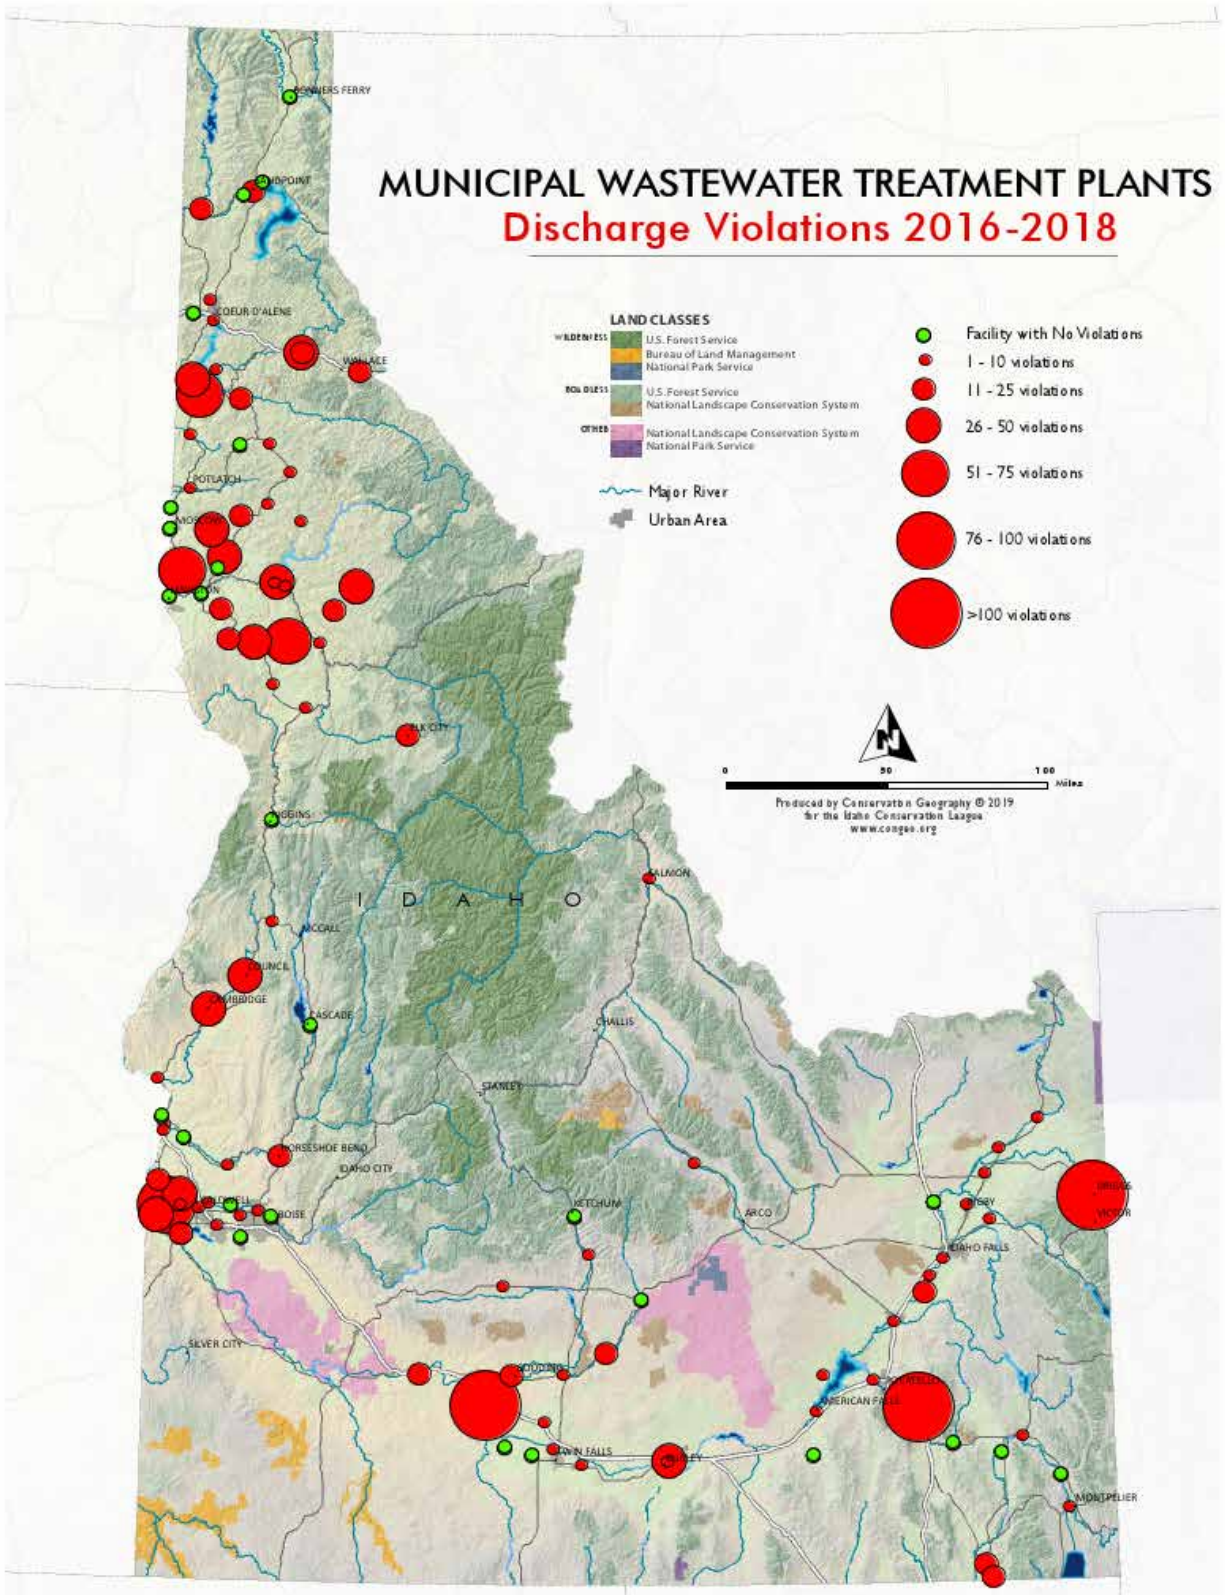 BONNERS FERRY
SANDPOINT
MUNICIPAL WASTEWATER TREATMENT PLANTS
Discharge Violations 2016-2018
COEUR D'ALENE
WALLACE
LAND CLASSES
WILDERNESS
U.S. Forest Service
Bureau of Land Management
National Park Service
ROADLESS
U.S. Forest Service
National Landscape Conservation System
OTHER
National Landscape Conservation System
National Park Service
Major River
Urban Area
Facility with No Violations
1 - 10 violations
11 - 25 violations
26 - 50 violations
51 - 75 violations
76 - 100 violations
>100 violations
POTLATCH
MOSCOW
ELK CITY
N
0 50 100
Miles
Produced by Conservation Geography © 2019
for the Idaho Conservation League
www.congeo.org
RIGGINS
SALMON
IDAHO
MCCALL
COUNCIL
CAMBRIDGE
CASCADE
CHALLIS
STANLEY
HORSESHOE BEND
IDAHO CITY
CALDWELL
BOISE
KETCHUM
ARCO
RIGBY
DRIGGS
VICTOR
IDAHO FALLS
SILVER CITY
GOODING
POCATELLO
AMERICAN FALLS
TWIN FALLS
BURLEY
MONTPELIER